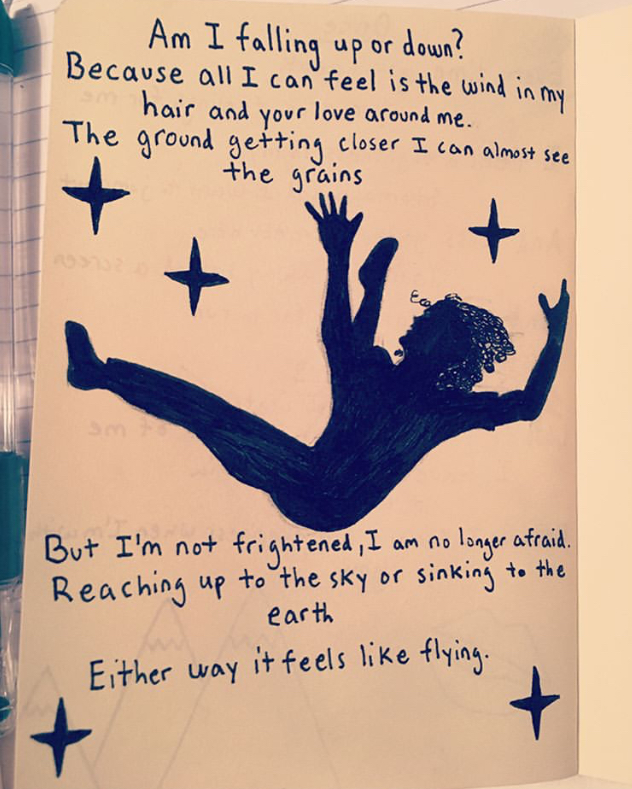 Am I falling up or down?
Because all I can feel is the wind in my
hair and your love around me.
The ground getting closer I can almost see
the grains
But I'm not frightened, I am no longer afraid.
Reaching up to the sky or sinking to the
earth
Either way it feels like flying.